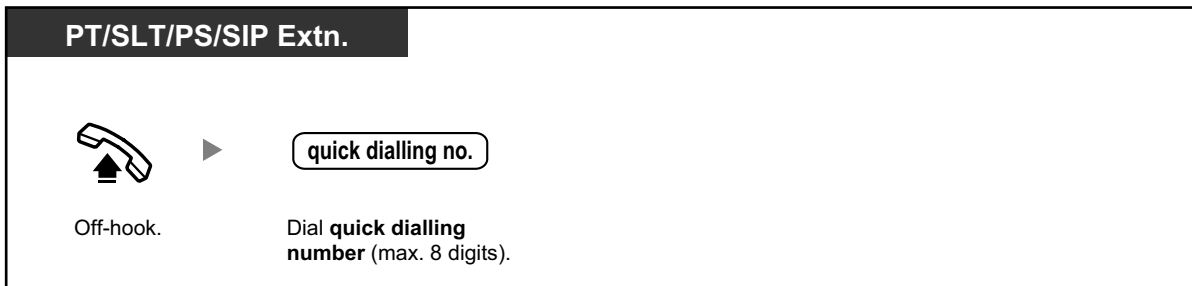 PT/SLT/PS/SIP Extn.
quick dialling no.
Off-hook.
Dial quick dialling
number (max. 8 digits).